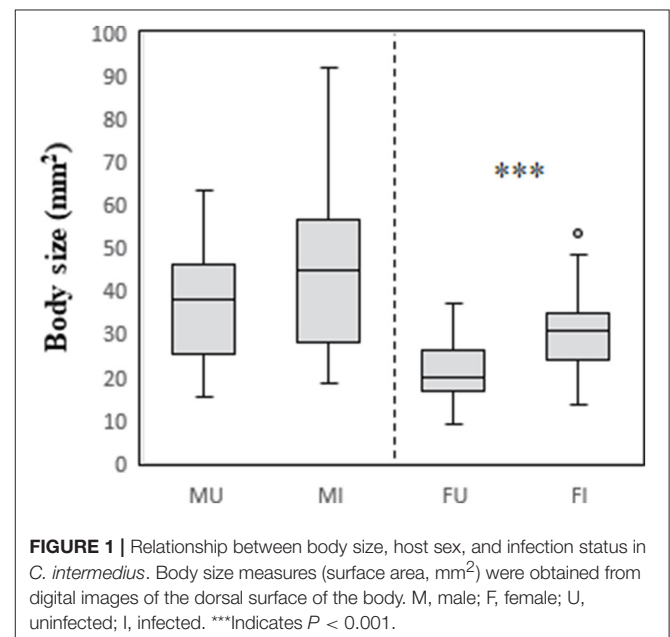 100
90
80
70
60
50
40
30
20
10
0
Body size (mm²)
***
MU MI FU FI
FIGURE 1 | Relationship between body size, host sex, and infection status in
C. intermedius. Body size measures (surface area, mm²) were obtained from
digital images of the dorsal surface of the body. M, male; F, female; U,
uninfected; I, infected. ***Indicates P < 0.001.